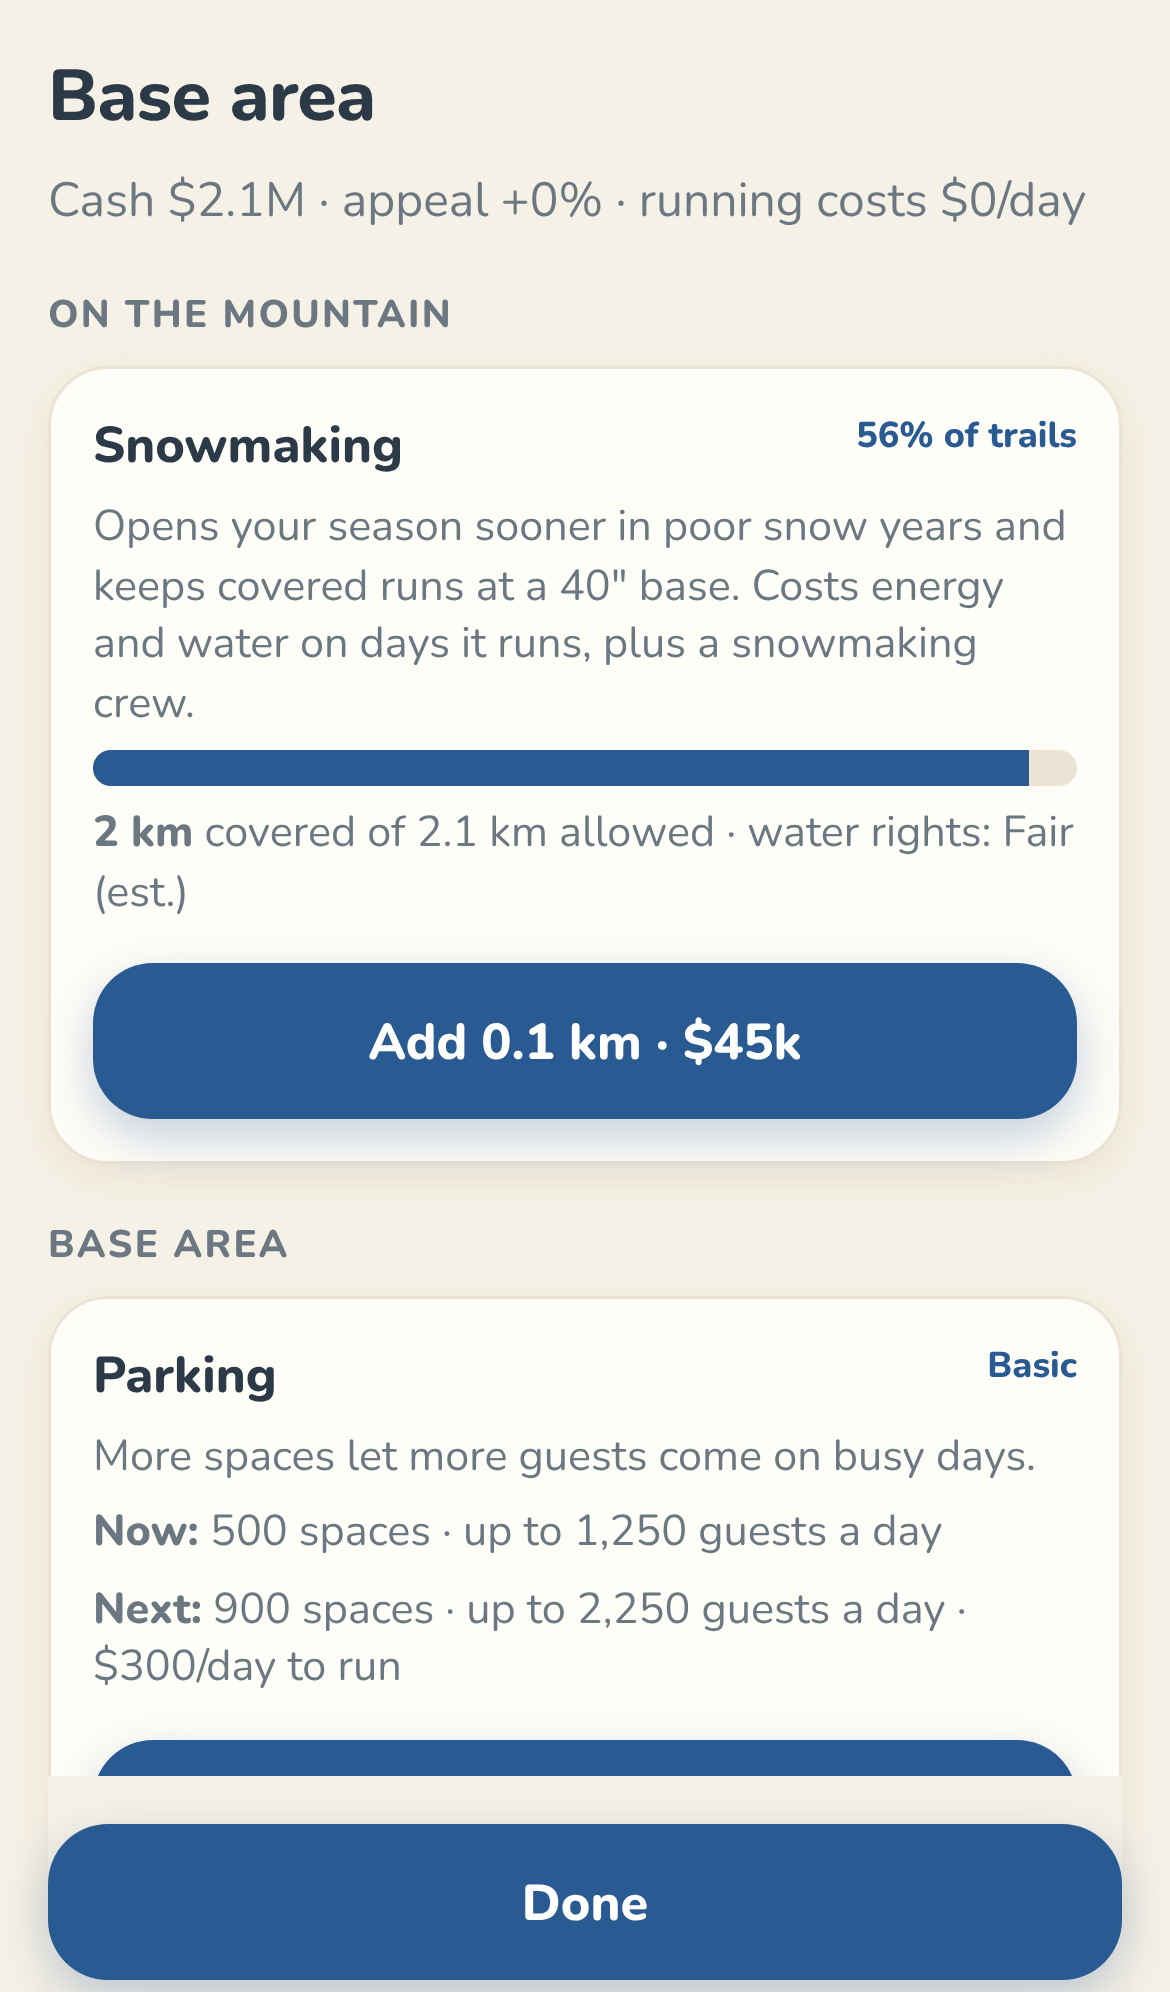 Base area
Cash $2.1M · appeal +0% · running costs $0/day
ON THE MOUNTAIN
Snowmaking
56% of trails
Opens your season sooner in poor snow years and
keeps covered runs at a 40" base. Costs energy
and water on days it runs, plus a snowmaking
crew.
2 km covered of 2.1 km allowed · water rights: Fair
(est.)
Add 0.1 km · $45k
BASE AREA
Parking
Basic
More spaces let more guests come on busy days.
Now: 500 spaces · up to 1,250 guests a day
Next: 900 spaces · up to 2,250 guests a day ·
$300/day to run
Done